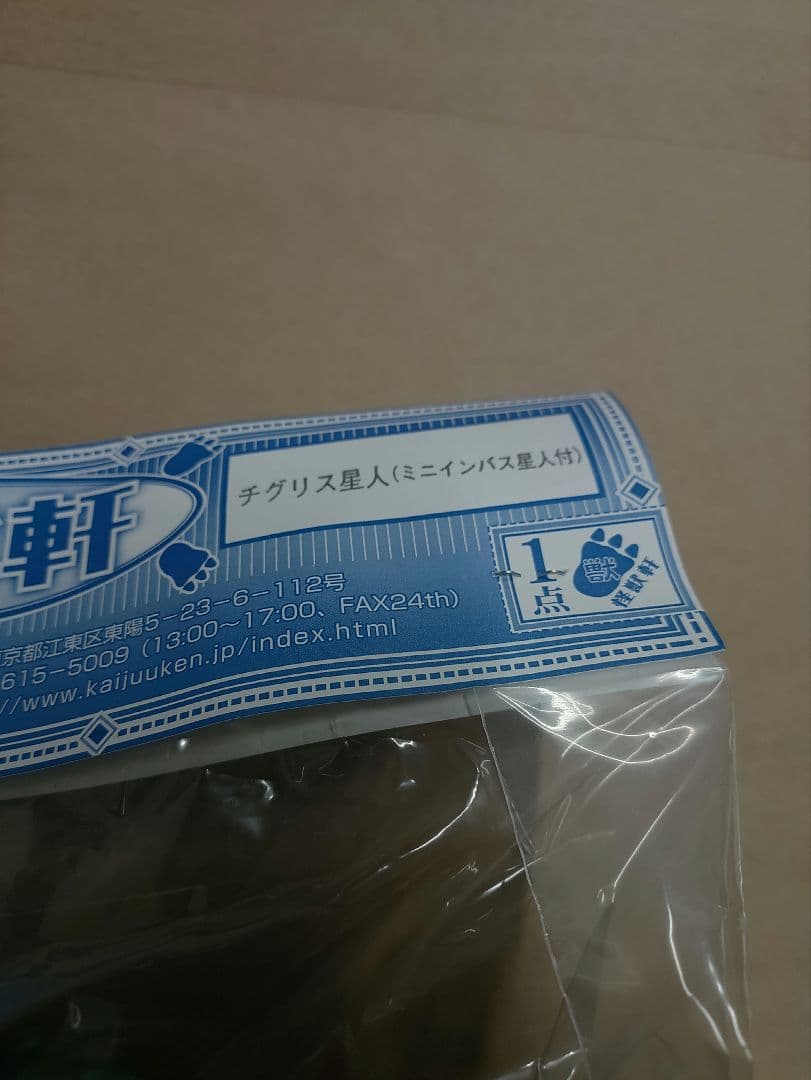 軒
チグリス星人(ミニインバス星人付)
1点
獣
怪獣軒
京都江東区東陽5-23-6-112号
615-5009（13:00〜17:00、FAX24th）
//www.kaijuuken.jp/index.html